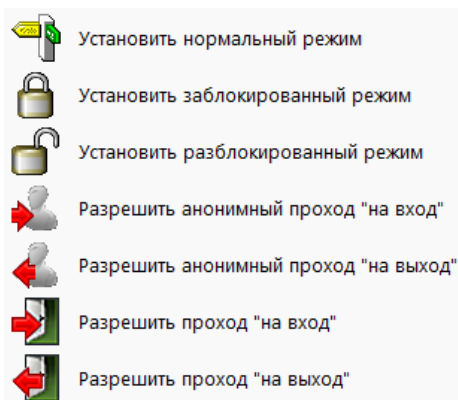 Установить нормальный режим
Установить заблокированный режим
Установить разблокированный режим
Разрешить анонимный проход "на вход"
Разрешить анонимный проход "на выход"
Разрешить проход "на вход"
Разрешить проход "на выход"